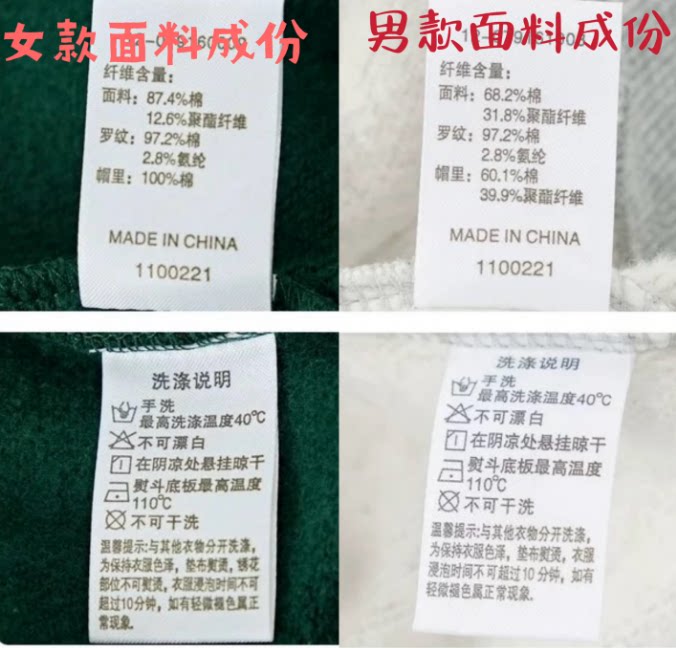 女款面料成份
纤维含量：
面料：87.4%棉
12.6%聚酯纤维
罗纹：97.2%棉
2.8%氨纶
帽里：100%棉
MADE IN CHINA
1100221
男款面料成份
纤维含量：
面料：68.2%棉
31.8%聚酯纤维
罗纹：97.2%棉
2.8%氨纶
帽里：60.1%棉
39.9%聚酯纤维
MADE IN CHINA
1100221
洗涤说明
手洗
最高洗涤温度40℃
不可漂白
在阴凉处悬挂晾干
熨斗底板最高温度
110℃
不可干洗
温馨提示:与其他衣物分开洗涤,
为保持衣服色泽，垫布熨烫，绣花
部位不可熨烫，衣服浸泡时间不可
超过10分钟，如有轻微褪色属正
常现象.
洗涤说明
手洗
最高洗涤温度40℃
不可漂白
在阴凉处悬挂晾干
熨斗底板最高温度
110℃
不可干洗
温馨提示:与其他衣物分开洗涤，
为保持衣服色泽，垫布熨烫，衣服
浸泡时间不可超过10分钟，如有
轻微褪色属正常现象.